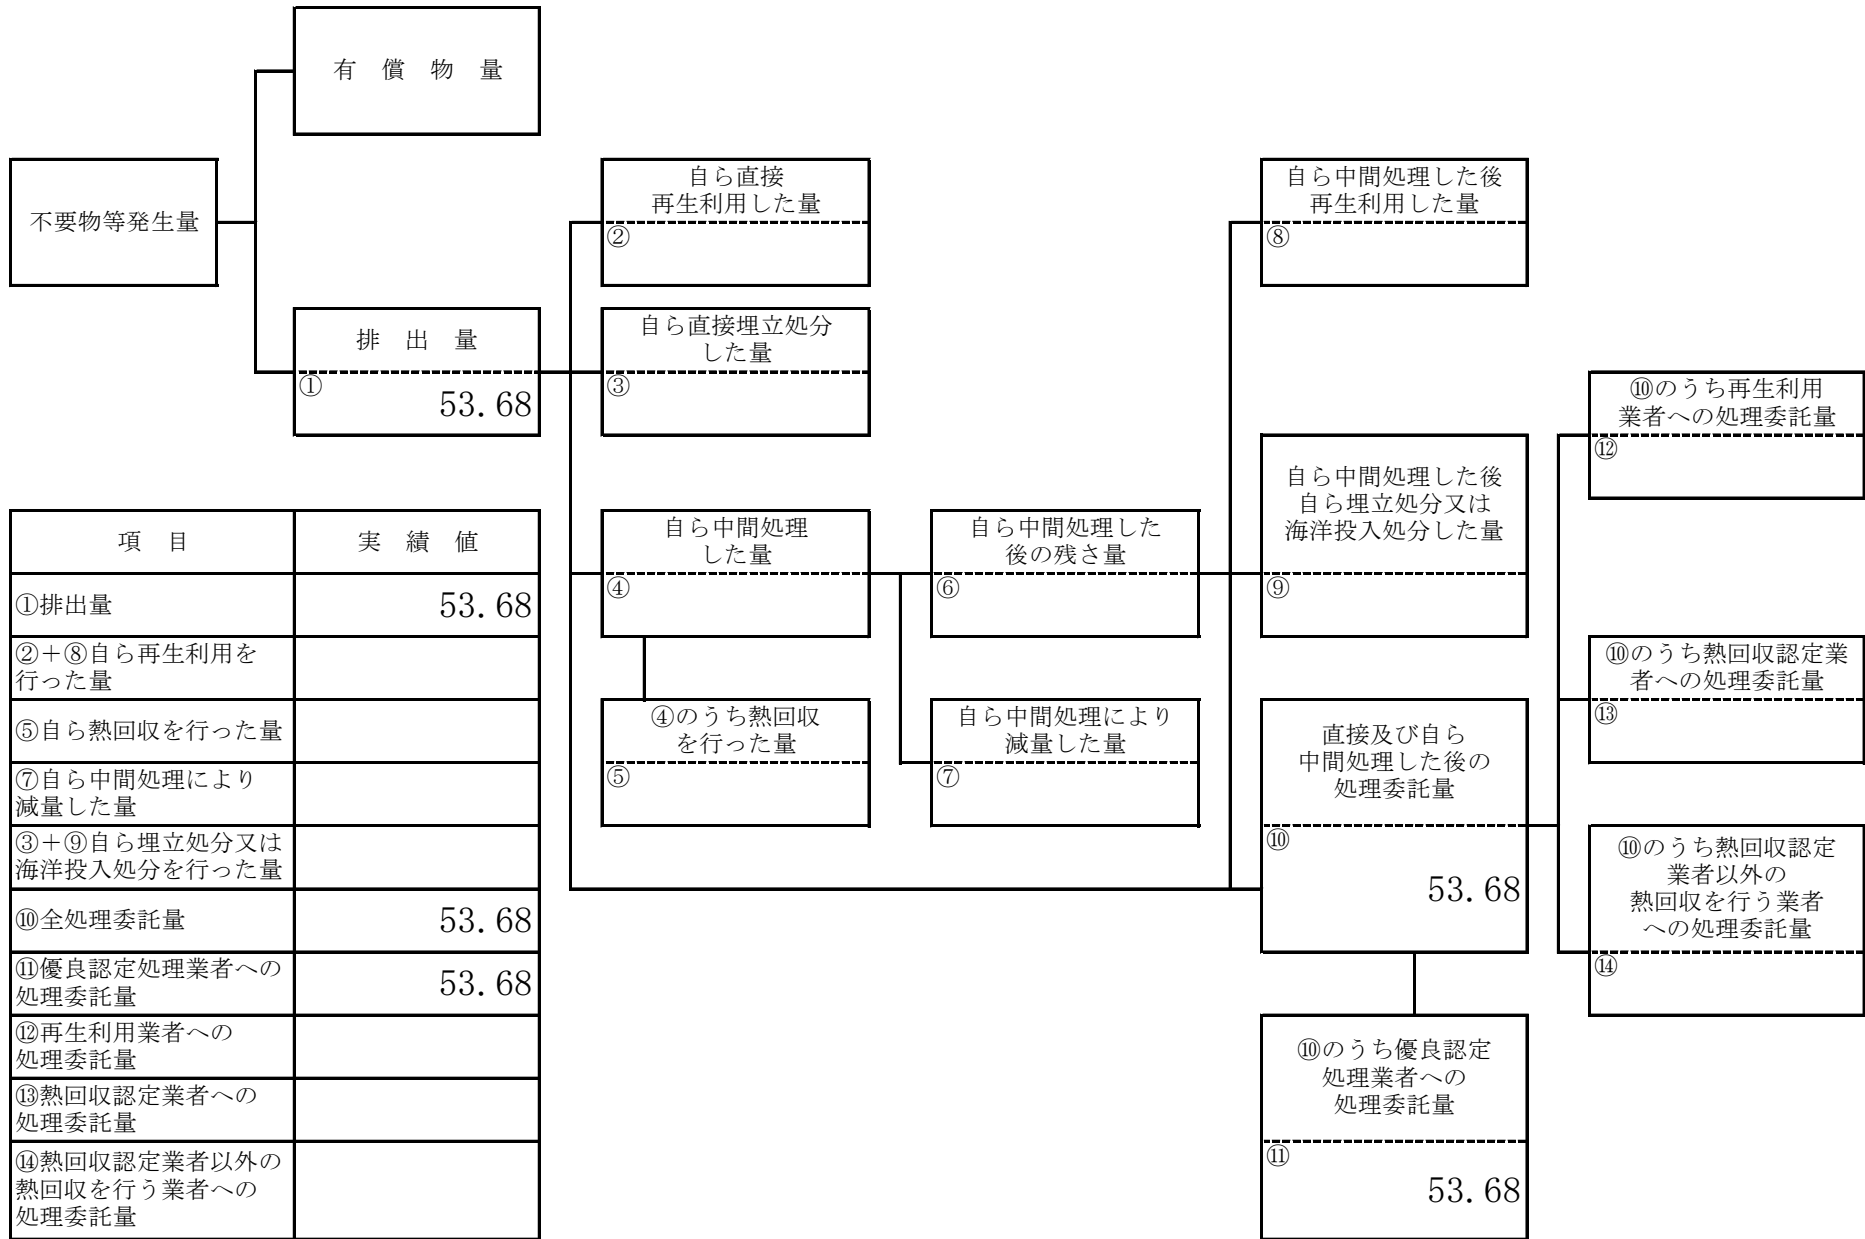 有 償 物 量
不要物等発生量
排 出 量
①
53.68
自ら直接
再生利用した量
②
自ら直接埋立処分
した量
③
自ら中間処理
した量
④
④のうち熱回収
を行った量
⑤
自ら中間処理した
後の残さ量
⑥
自ら中間処理により
減量した量
⑦
自ら中間処理した後
再生利用した量
⑧
自ら中間処理した後
自ら埋立処分又は
海洋投入処分した量
⑨
直接及び自ら
中間処理した後の
処理委託量
⑩
53.68
⑩のうち優良認定
処理業者への
処理委託量
⑪
53.68
⑩のうち再生利用
業者への処理委託量
⑫
⑩のうち熱回収認定業
者への処理委託量
⑬
⑩のうち熱回収認定
業者以外の
熱回収を行う業者
への処理委託量
⑭
項 目 実 績 値
①排出量 53.68
②+⑧自ら再生利用を
行った量
⑤自ら熱回収を行った量
⑦自ら中間処理により
減量した量
③+⑨自ら埋立処分又は
海洋投入処分を行った量
⑩全処理委託量 53.68
⑪優良認定処理業者への
処理委託量 53.68
⑫再生利用業者への
処理委託量
⑬熱回収認定業者への
処理委託量
⑭熱回収認定業者以外の
熱回収を行う業者への
処理委託量